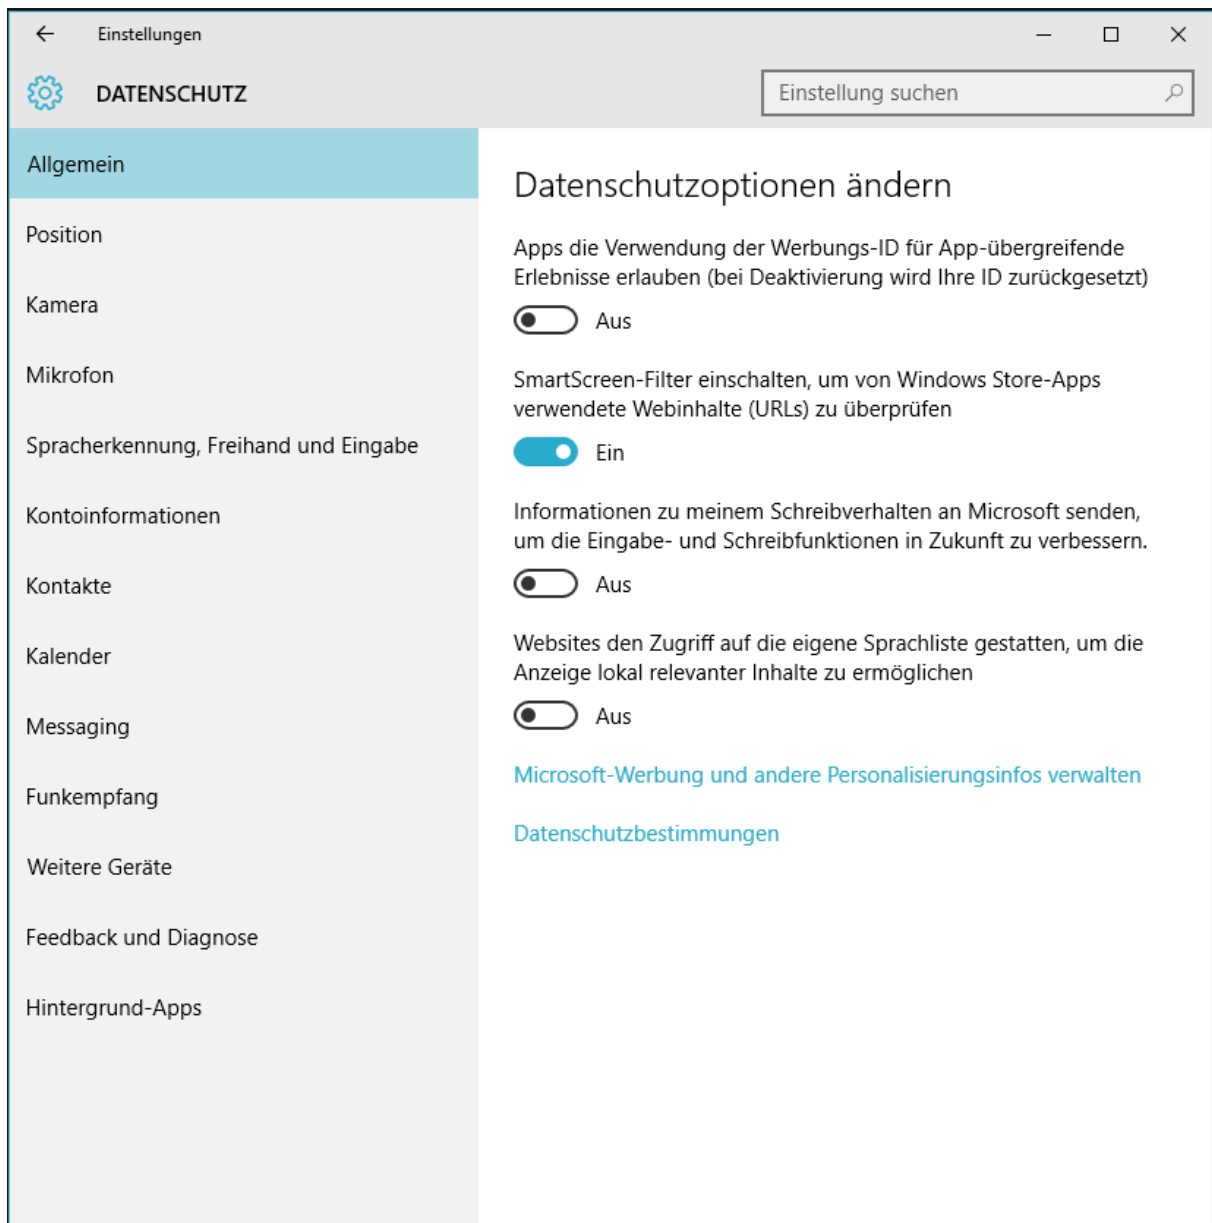 Einstellungen
DATENSCHUTZ
Einstellung suchen
Allgemein
Position
Kamera
Mikrofon
Spracherkennung, Freihand und Eingabe
Kontoinformationen
Kontakte
Kalender
Messaging
Funkempfang
Weitere Geräte
Feedback und Diagnose
Hintergrund-Apps
Datenschutzoptionen ändern
Apps die Verwendung der Werbungs-ID für App-übergreifende
Erlebnisse erlauben (bei Deaktivierung wird Ihre ID zurückgesetzt)
Aus
SmartScreen-Filter einschalten, um von Windows Store-Apps
verwendete Webinhalte (URLs) zu überprüfen
Ein
Informationen zu meinem Schreibverhalten an Microsoft senden,
um die Eingabe- und Schreibfunktionen in Zukunft zu verbessern.
Aus
Websites den Zugriff auf die eigene Sprachliste gestatten, um die
Anzeige lokal relevanter Inhalte zu ermöglichen
Aus
Microsoft-Werbung und andere Personalisierungsinfos verwalten
Datenschutzbestimmungen